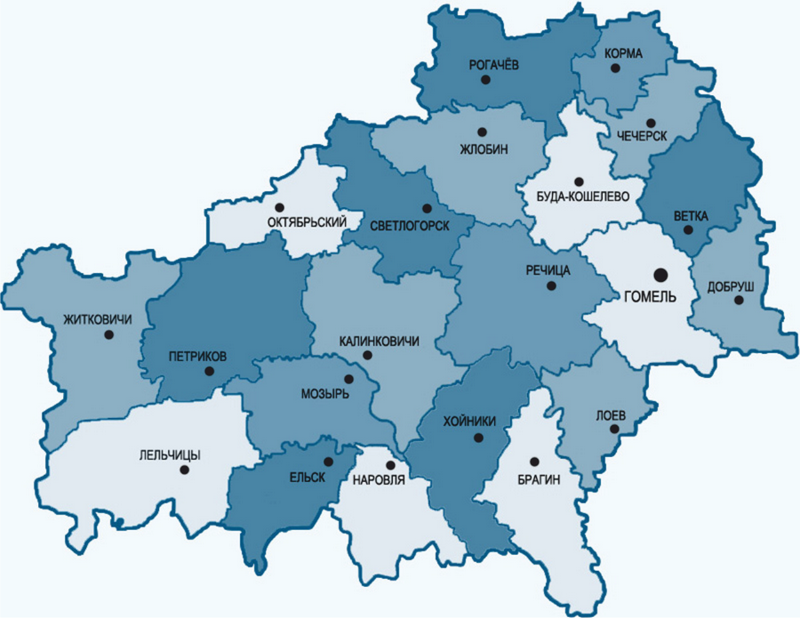 РОГАЧЁВ
КОРМА
ЖЛОБИН
ЧЕЧЕРСК
БУДА-КОШЕЛЕВО
ОКТЯБРЬСКИЙ
СВЕТЛОГОРСК
ВЕТКА
РЕЧИЦА
ГОМЕЛЬ
ДОБРУШ
ЖИТКОВИЧИ
КАЛИНКОВИЧИ
ПЕТРИКОВ
МОЗЫРЬ
ХОЙНИКИ
ЛОЕВ
ЛЕЛЬЧИЦЫ
ЕЛЬСК
НАРОВЛЯ
БРАГИН